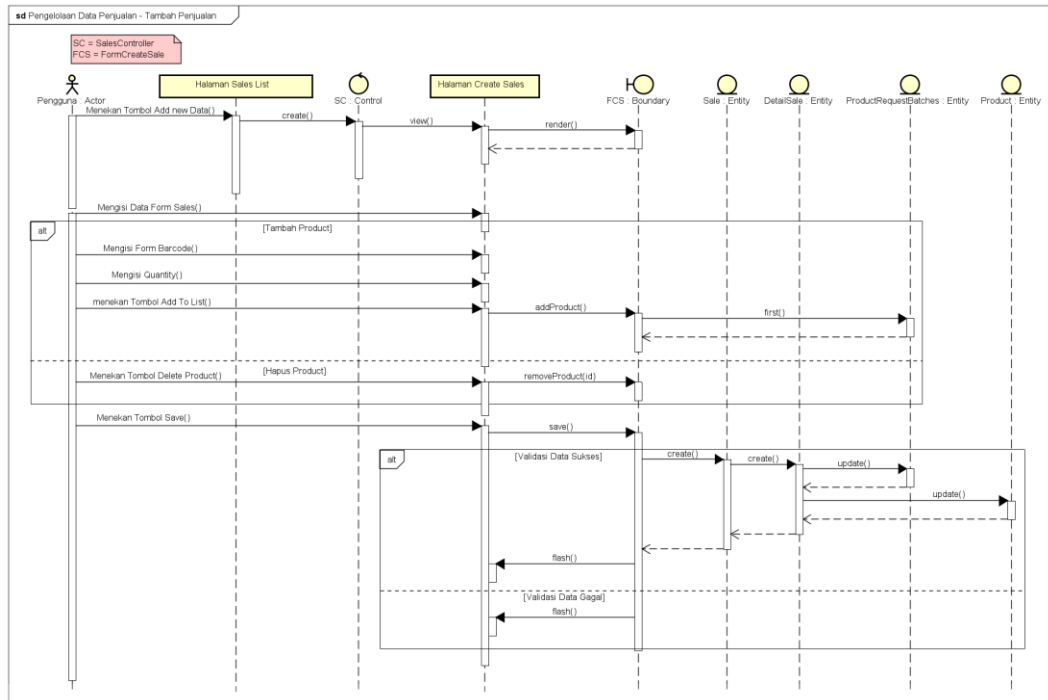 sd Pengelolaan Data Penjualan - Tambah Penjualan
SC = SalesController
FCS = FormCreateSale
Halaman Sales List
Halaman Create Sales
Pengguna : Actor
SC : Control
FCS : Boundary
Sale : Entity
DetailSale : Entity
ProductRequestBatches : Entity
Product : Entity
Menekan Tombol Add new Data()
create()
view()
render()
Mengisi Data Form Sales()
alt
[Tambah Product]
Mengisi Form Barcode()
Mengisi Quantity()
menekan Tombol Add To List()
addProduct()
first()
[Hapus Product]
Menekan Tombol Delete Product()
removeProduct(id)
Menekan Tombol Save()
save()
alt
[Validasi Data Sukses]
create()
create()
update()
update()
flash()
[Validasi Data Gagal]
flash()